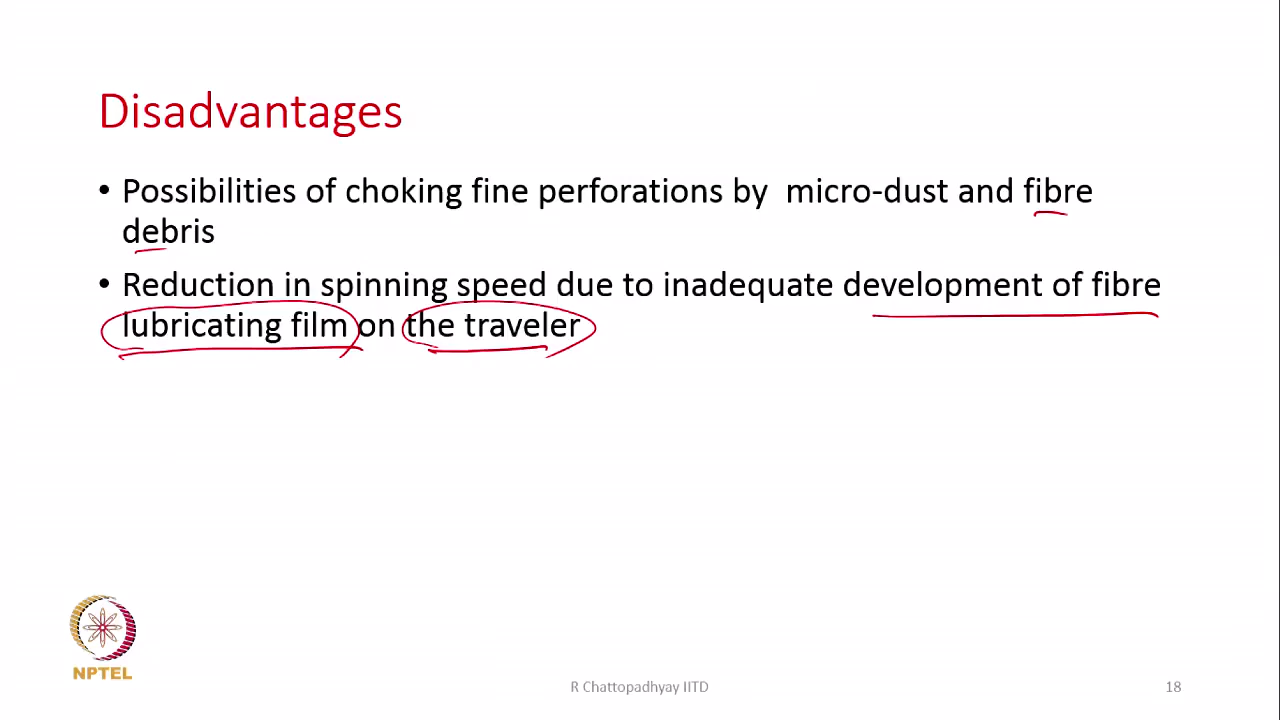 Disadvantages
• Possibilities of choking fine perforations by micro-dust and fibre
debris
• Reduction in spinning speed due to inadequate development of fibre
lubricating film on the traveler
NPTEL
R Chattopadhyay IITD
18